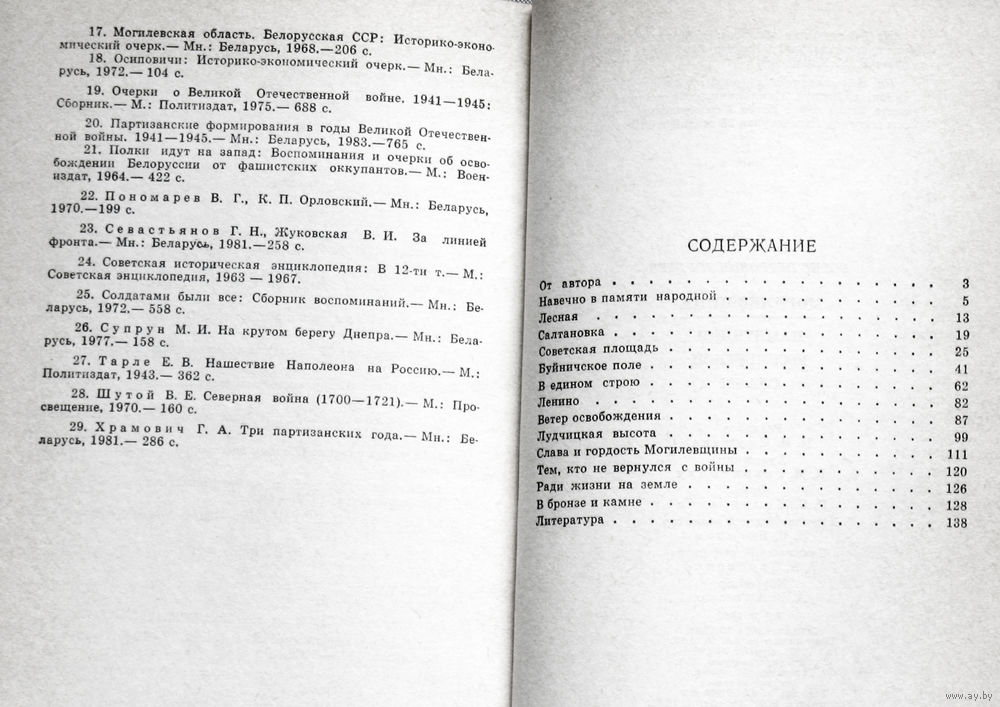 17. Могилевская область. Белорусская ССР: Историко-эконо-
мический очерк.— Мн.: Беларусь, 1968.—206 с.
18. Осиповичи: Историко-экономический очерк.— Мн.: Бела-
русь, 1972.— 104 с.
19. Очерки о Великой Отечественной войне. 1941—1945:
Сборник.— М.: Политиздат, 1975.— 688 с.
20. Партизанские формирования в годы Великой Отечествен-
ной войны. 1941—1945.— Мн.: Беларусь, 1983.—765 с.
21. Полки идут на запад: Воспоминания и очерки об осво-
бождении Белоруссии от фашистских оккупантов.— М.: Воен-
издат, 1964.— 422 с.
22. Пономарев В. Г., К. П. Орловский.— Мн.: Беларусь,
1970.—199 с.
23. Севастьянов Г. Н., Жуковская В. И. За линией
фронта.— Мн.: Беларусь, 1981.—258 с.
24. Советская историческая энциклопедия: В 12-ти т.— М.:
Советская энциклопедия, 1963 — 1967.
25. Солдатами были все: Сборник воспоминаний.— Мн.: Бе-
ларусь, 1972.— 558 с.
26. Супрун М. И. На крутом берегу Днепра.— Мн.: Бела-
русь, 1977.— 158 с.
27. Тарле Е. В. Нашествие Наполеона на Россию.— М.:
Политиздат, 1943.— 362 с.
28. Шутой В. Е. Северная война (1700—1721).— М.: Про-
свещение, 1970.— 160 с.
29. Храмович Г. А. Три партизанских года.— Мн.: Бе-
ларусь, 1981.— 286 с.
СОДЕРЖАНИЕ
От автора 3
Навечно в памяти народной 5
Лесная 13
Салтановка 19
Советская площадь 25
Буйничское поле 41
В едином строю 62
Ленино 82
Ветер освобождения 87
Лудчицкая высота 99
Слава и гордость Могилевщины 111
Тем, кто не вернулся с войны 120
Ради жизни на земле 126
В бронзе и камне 128
Литература 138
www.ay.by